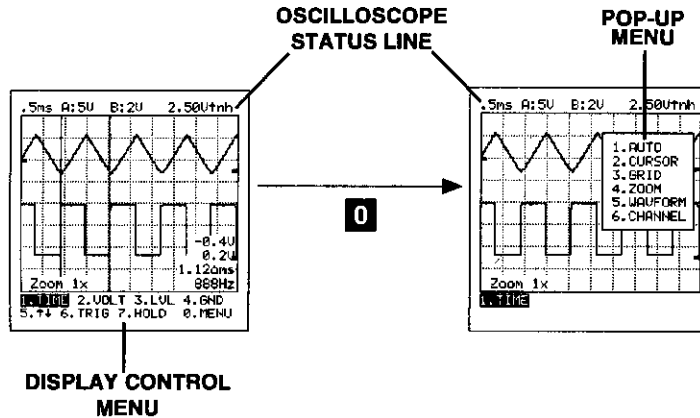 OSCILLOSCOPE
STATUS LINE
POP-UP
MENU
.5ms A:5V B:2V 2.50Vtnh
-0.4V
0.2V
1.12△ms
888Hz
Zoom 1x
1.TIME 2.VOLT 3.LVL 4.GND
5.↑↓ 6.TRIG 7.HOLD 0.MENU
DISPLAY CONTROL
MENU
0
.5ms A:5V B:2V 2.50Vtnh
1.AUTO
2.CURSOR
3.GRID
4.ZOOM
5.WAVEFORM
6.CHANNEL
Zoom 1x
1.TIME